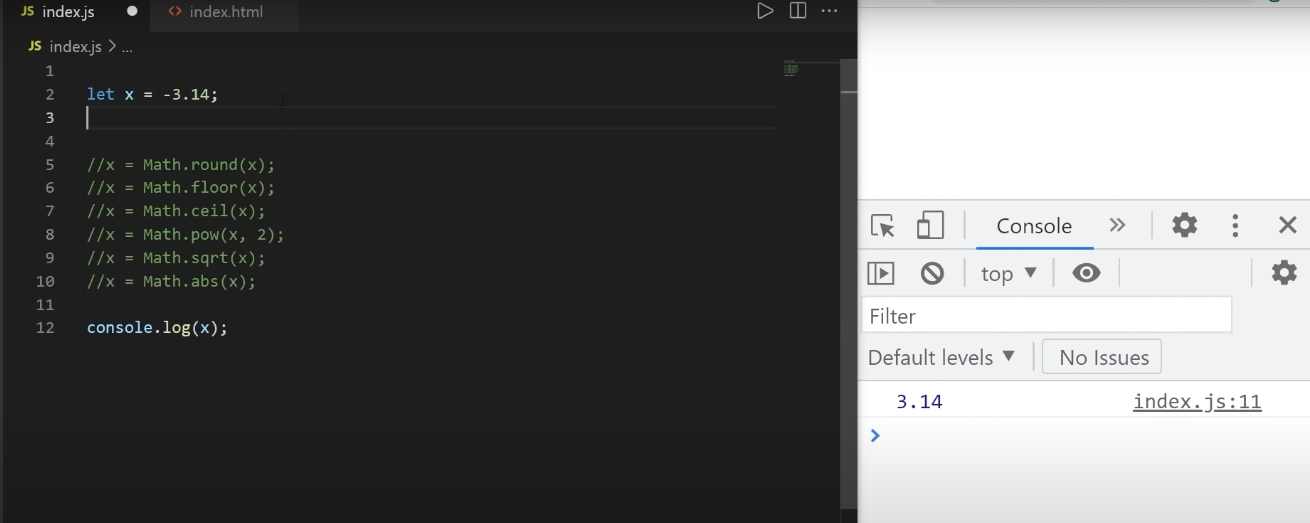 JS index.js
<> index.html
JS index.js > ...
1
2 let x = -3.14;
3
4
5 //x = Math.round(x);
6 //x = Math.floor(x);
7 //x = Math.ceil(x);
8 //x = Math.pow(x, 2);
9 //x = Math.sqrt(x);
10 //x = Math.abs(x);
11
12 console.log(x);
Console
top
Filter
Default levels
No Issues
3.14 index.js:11